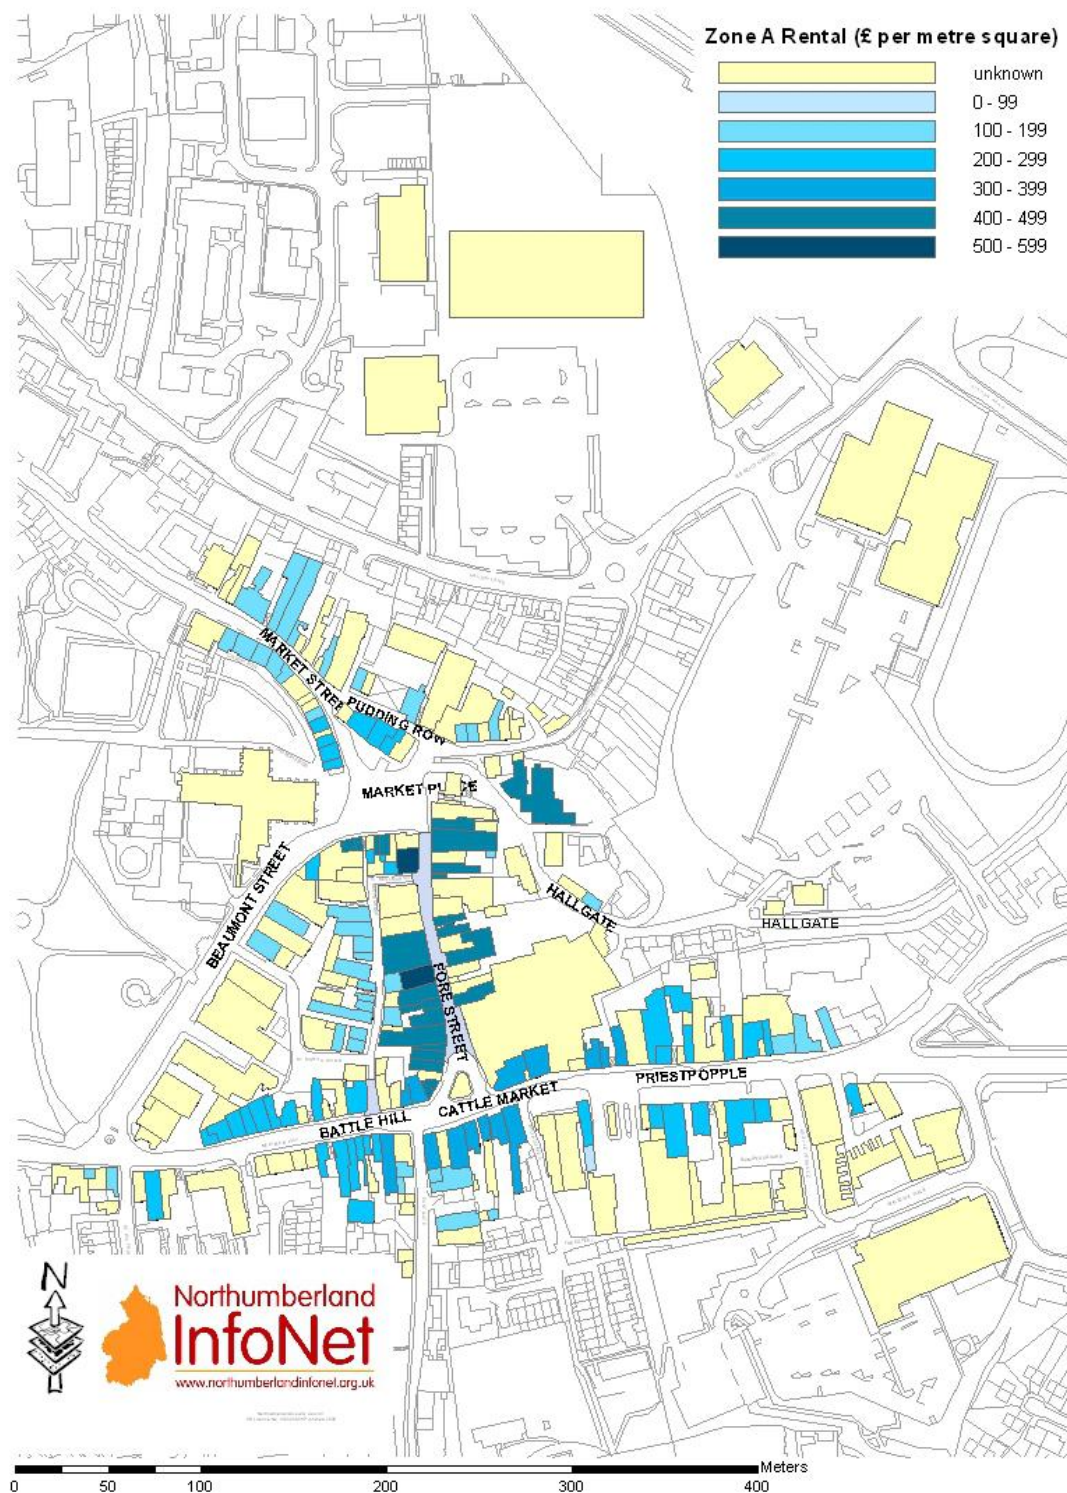 Zone A Rental (£ per metre square)
unknown
0 - 99
100 - 199
200 - 299
300 - 399
400 - 499
500 - 599
MARKET STREET
PUDDING ROW
MARKET PLACE
BEAUMONT STREET
HALLGATE
HALLGATE
FORE STREET
PRIESTPOPPLE
CATTLE MARKET
BATTLE HILL
N
Northumberland
InfoNet
www.northumberlandinfonet.org.uk
Meters
0 50 100 200 300 400